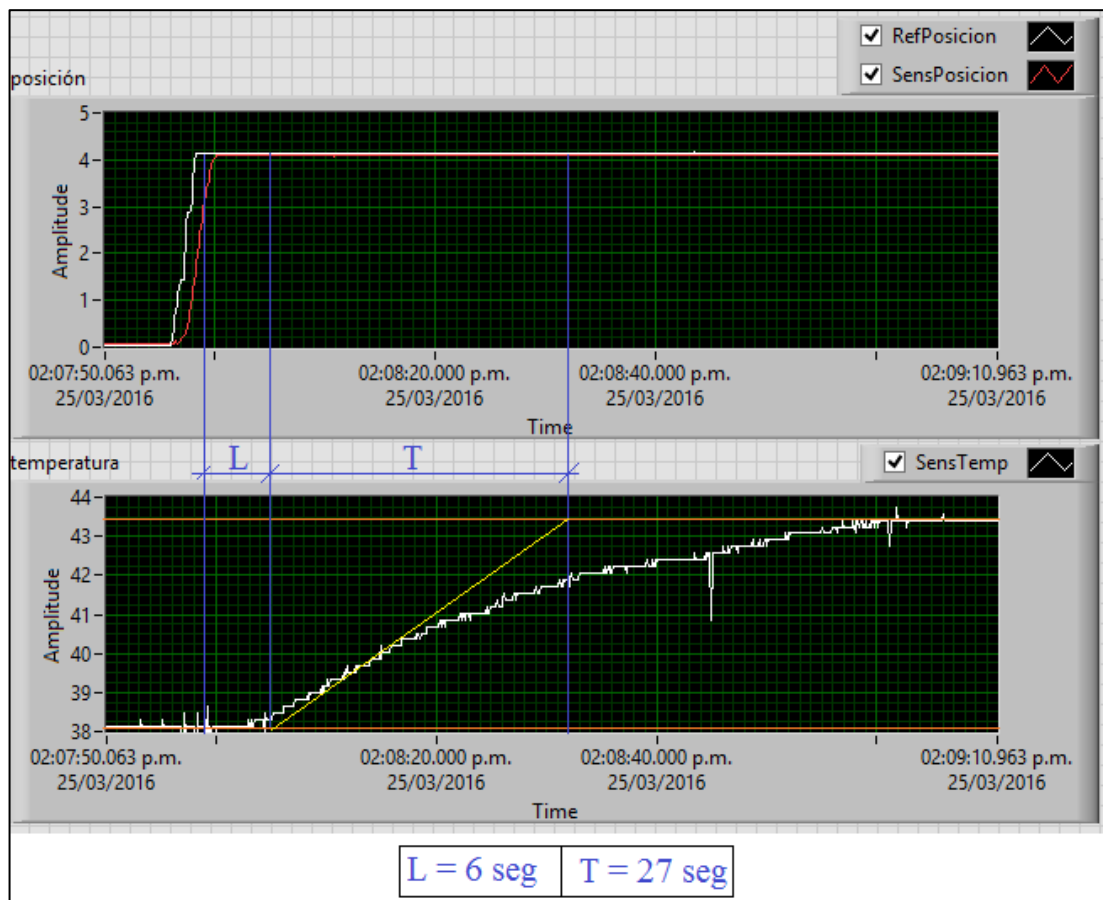 RefPosicion
SensPosicion
posición
Amplitude
5
4
3
2
1
0
02:07:50.063 p.m. 02:08:20.000 p.m. 02:08:40.000 p.m. 02:09:10.963 p.m.
25/03/2016 25/03/2016 25/03/2016 25/03/2016
Time
L T
temperatura
SensTemp
Amplitude
44
43
42
41
40
39
38
02:07:50.063 p.m. 02:08:20.000 p.m. 02:08:40.000 p.m. 02:09:10.963 p.m.
25/03/2016 25/03/2016 25/03/2016 25/03/2016
Time
L = 6 seg T = 27 seg